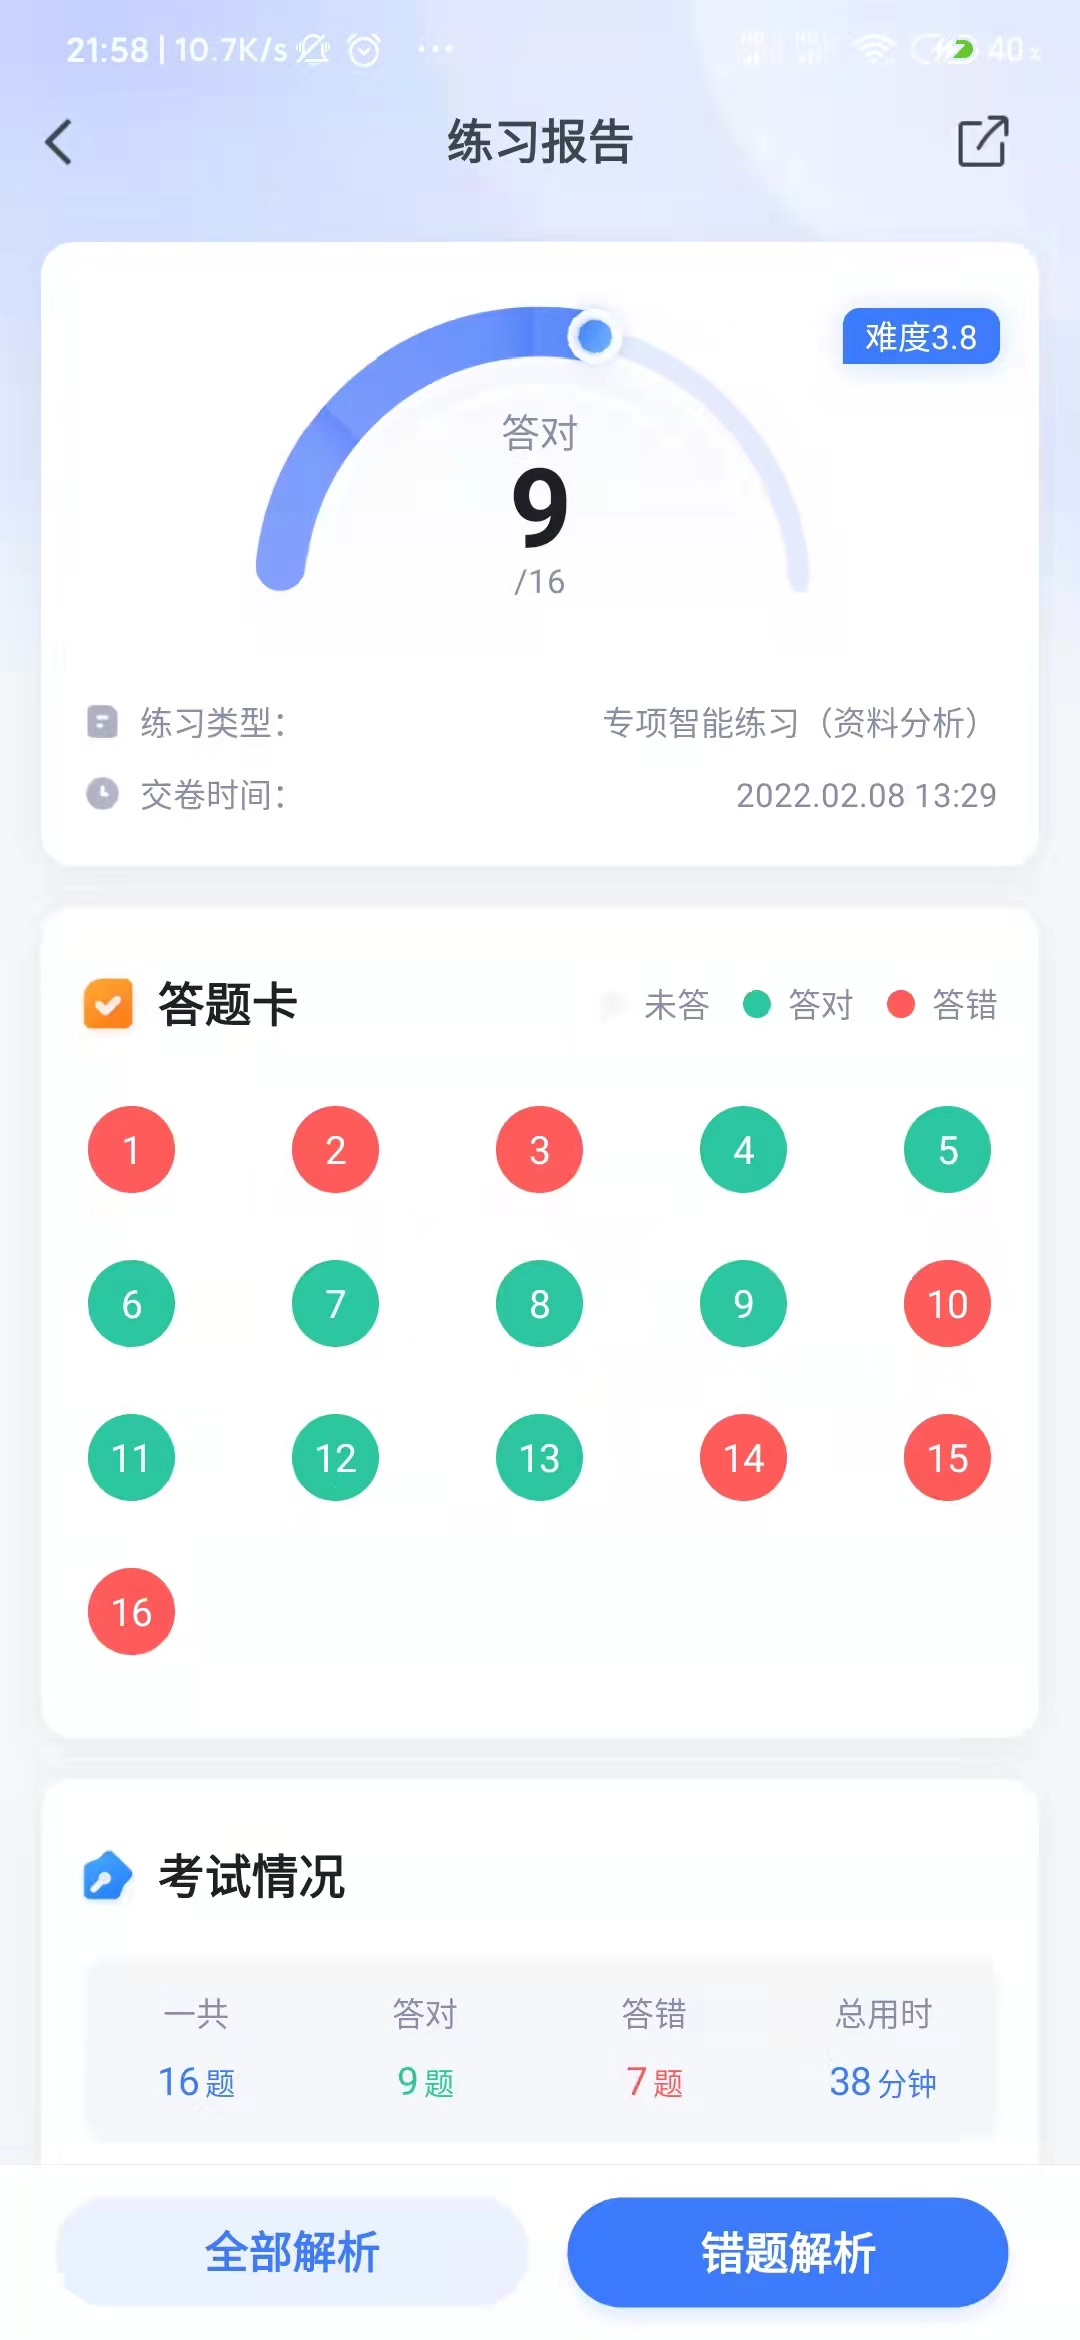 21:58 | 10.7K/s ... 40%
练习报告
难度3.8
答对
9
/16
练习类型： 专项智能练习（资料分析）
交卷时间： 2022.02.08 13:29
答题卡 未答 答对 答错
1 2 3 4 5
6 7 8 9 10
11 12 13 14 15
16
考试情况
一共 答对 答错 总用时
16题 9题 7题 38分钟
全部解析 错题解析